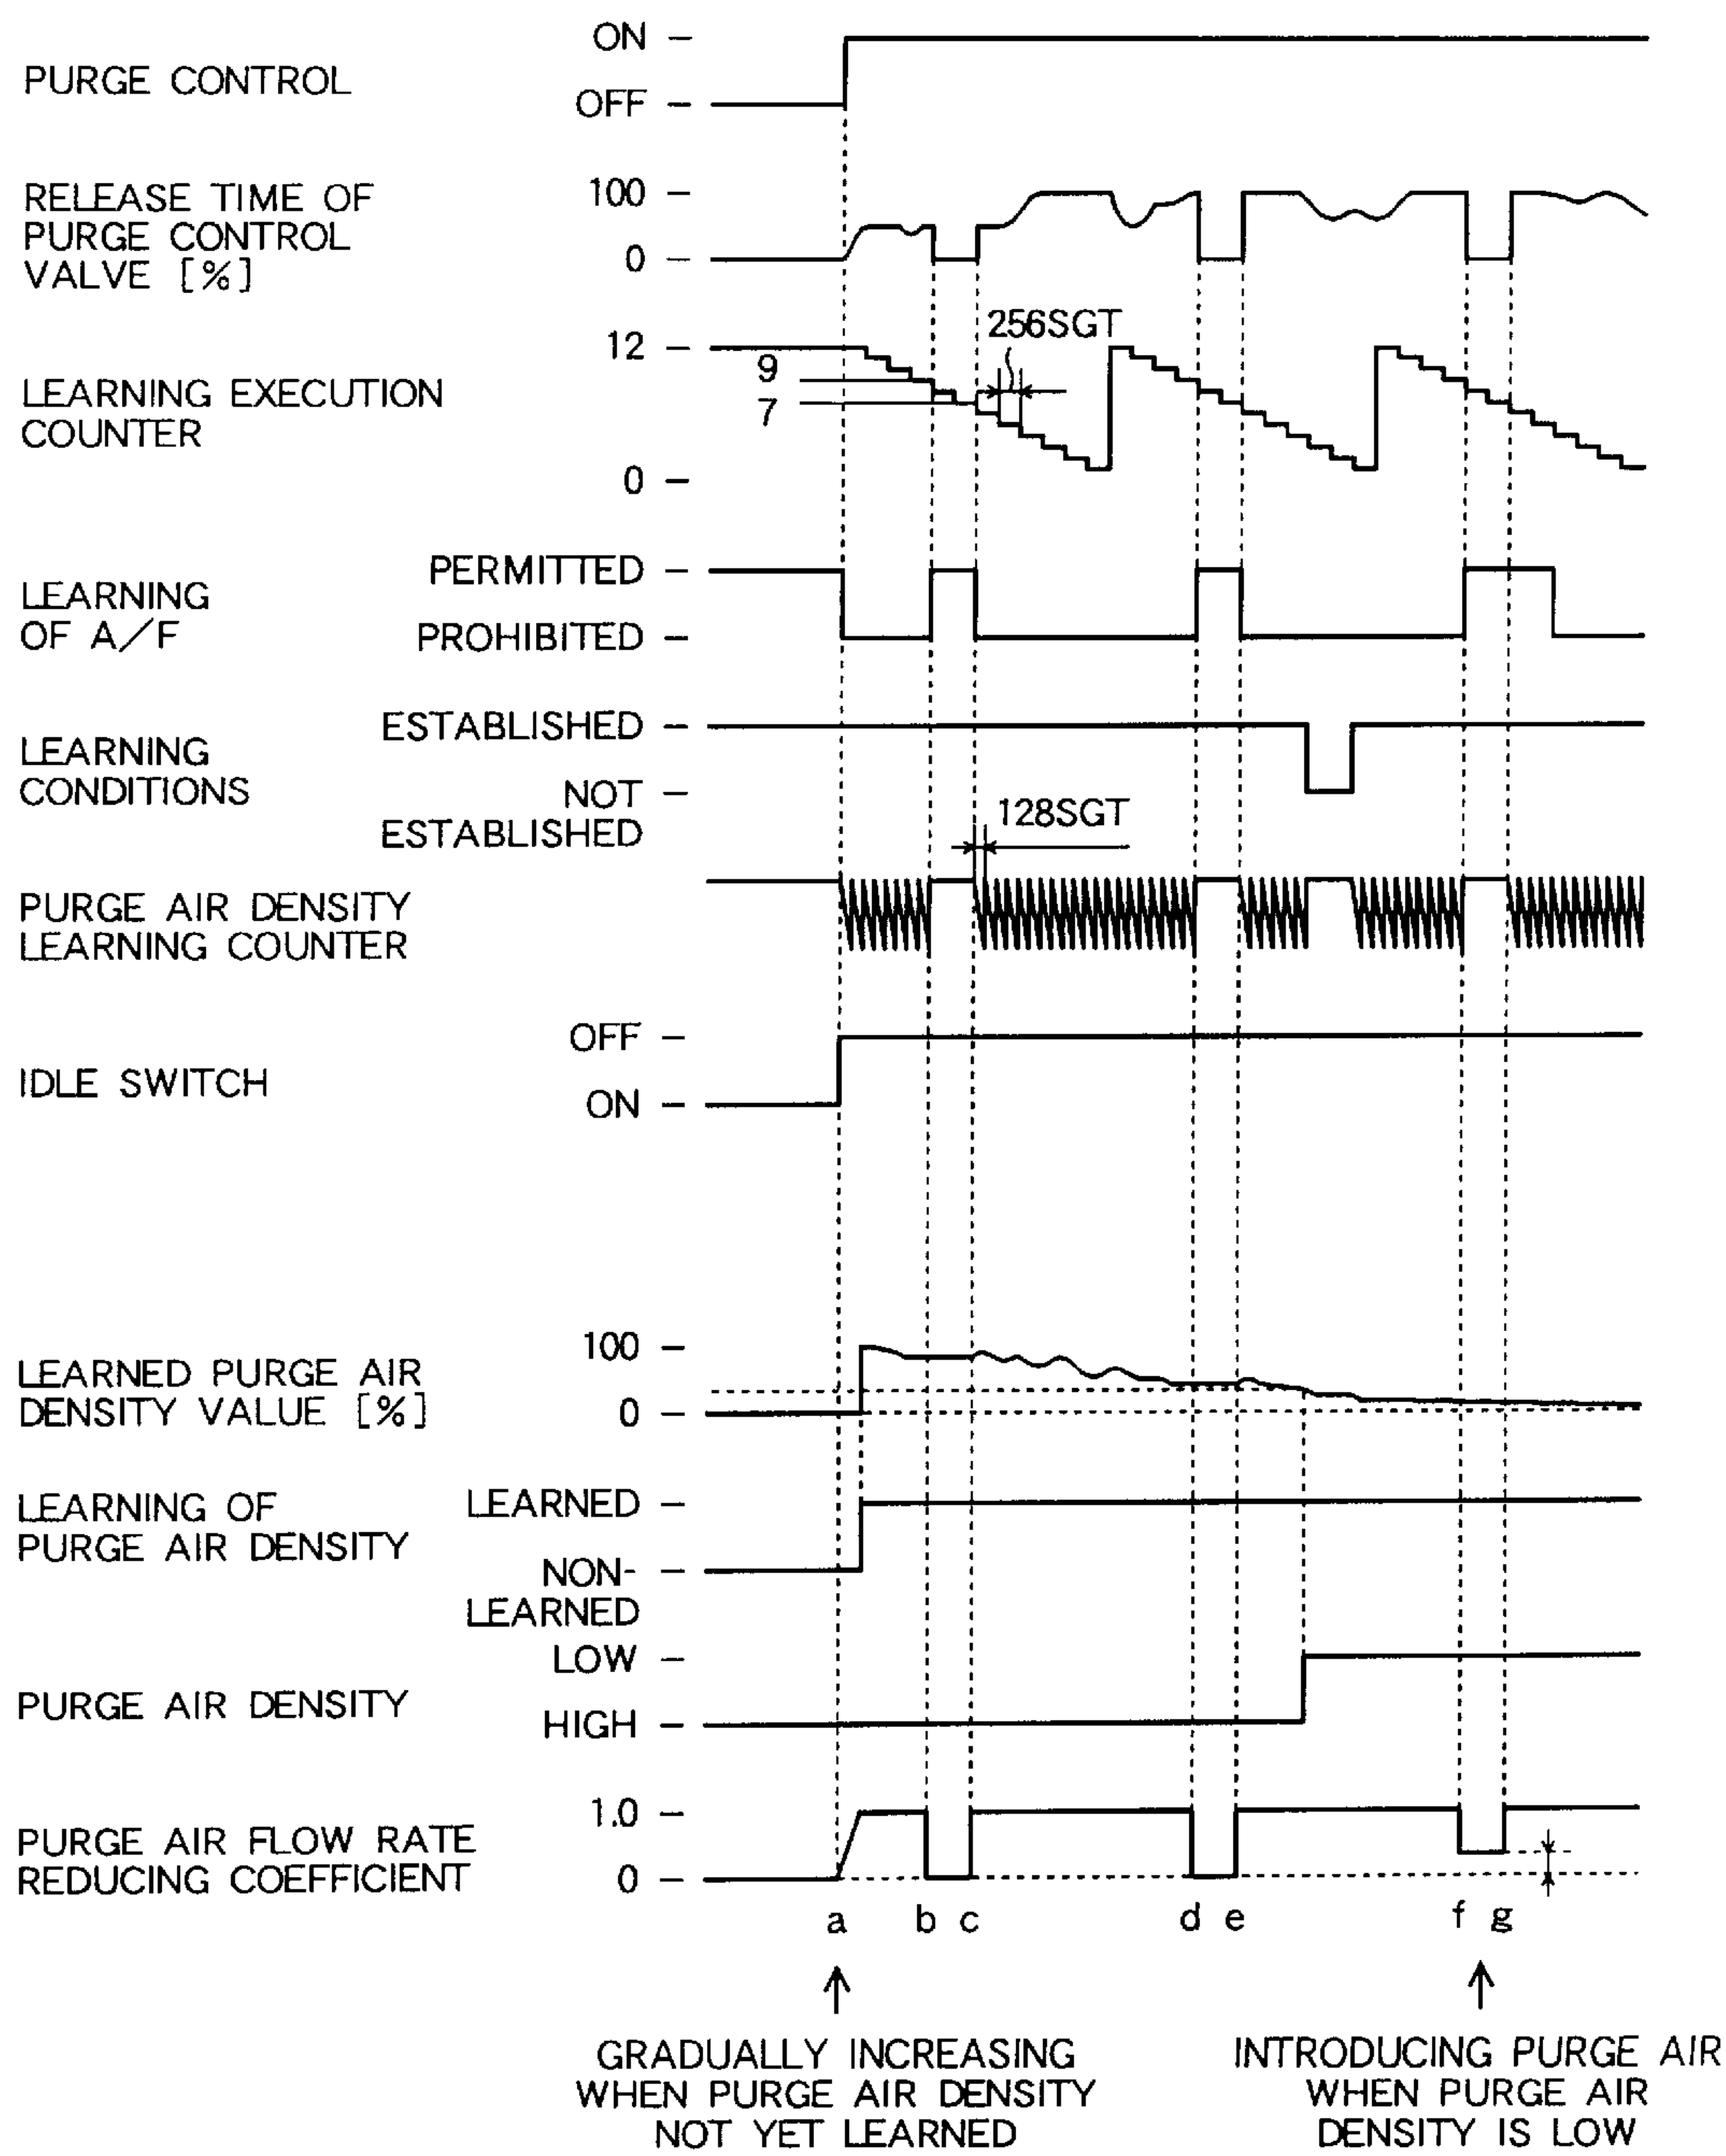 PURGE CONTROL
ON
OFF
RELEASE TIME OF
PURGE CONTROL
VALVE [%]
100
0
LEARNING EXECUTION
COUNTER
12
9
7
0
256SGT
LEARNING
OF A/F
PERMITTED
PROHIBITED
LEARNING
CONDITIONS
ESTABLISHED
NOT
ESTABLISHED
128SGT
PURGE AIR DENSITY
LEARNING COUNTER
IDLE SWITCH
OFF
ON
LEARNED PURGE AIR
DENSITY VALUE [%]
100
0
LEARNING OF
PURGE AIR DENSITY
LEARNED
NON-
LEARNED
PURGE AIR DENSITY
LOW
HIGH
PURGE AIR FLOW RATE
REDUCING COEFFICIENT
1.0
0
a b c d e f g
GRADUALLY INCREASING
WHEN PURGE AIR DENSITY
NOT YET LEARNED
INTRODUCING PURGE AIR
WHEN PURGE AIR
DENSITY IS LOW